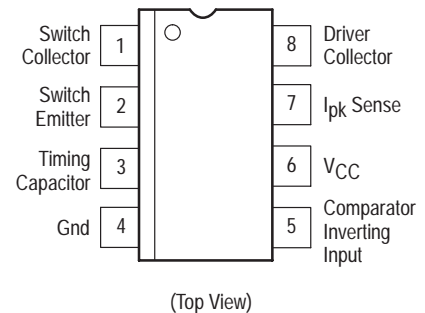 Switch
Collector
1
8
Driver
Collector
Switch
Emitter
2
7
Ipk Sense
Timing
Capacitor
3
6
VCC
Gnd
4
5
Comparator
Inverting
Input
(Top View)